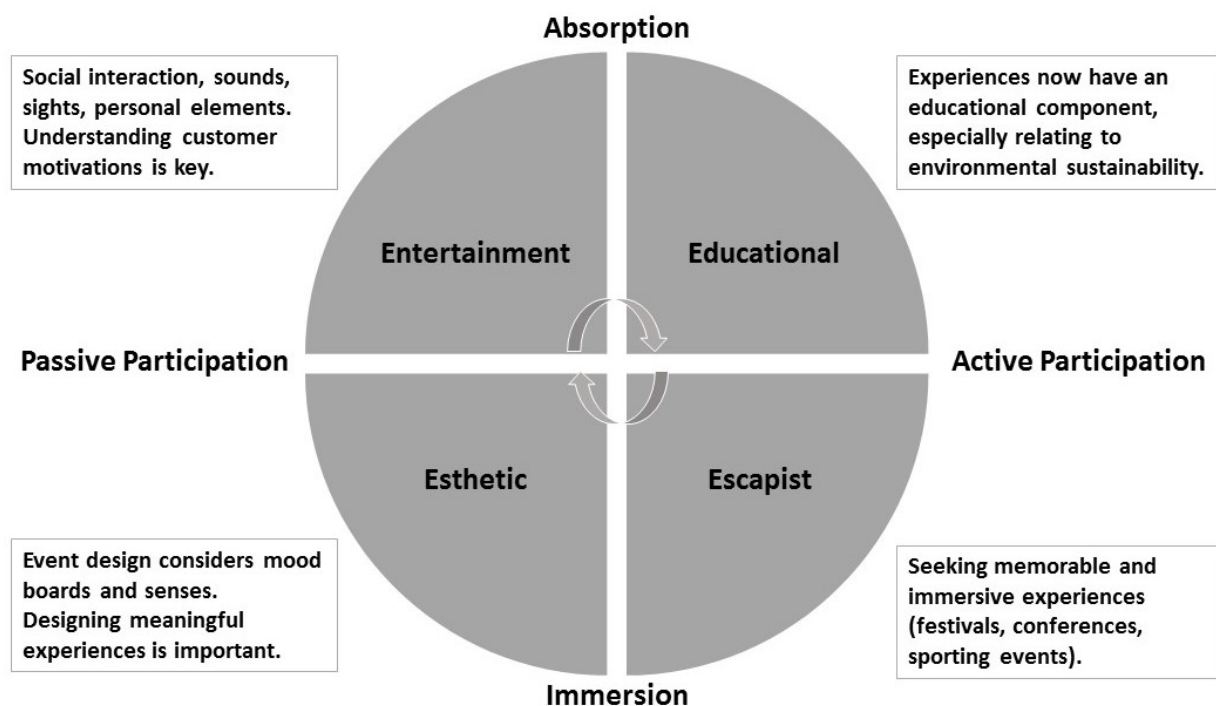 Absorption
Social interaction, sounds,
sights, personal elements.
Understanding customer
motivations is key.
Experiences now have an
educational component,
especially relating to
environmental sustainability.
Entertainment
Educational
Passive Participation
Active Participation
Esthetic
Escapist
Event design considers mood
boards and senses.
Designing meaningful
experiences is important.
Seeking memorable and
immersive experiences
(festivals, conferences,
sporting events).
Immersion